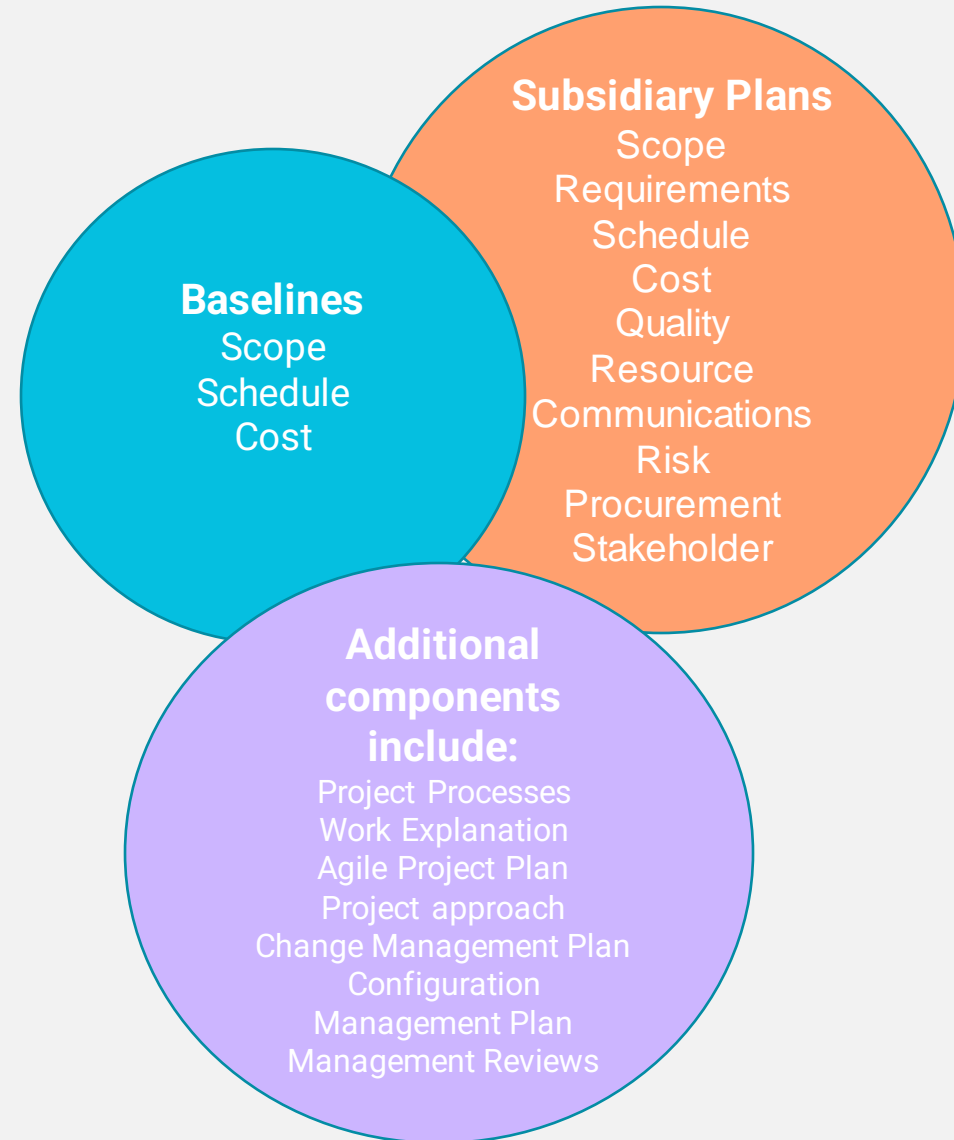 Subsidiary Plans
Scope
Requirements
Schedule
Cost
Quality
Resource
Communications
Risk
Procurement
Stakeholder
Baselines
Scope
Schedule
Cost
Additional
components
include:
Project Processes
Work Explanation
Agile Project Plan
Project approach
Change Management Plan
Configuration
Management Plan
Management Reviews